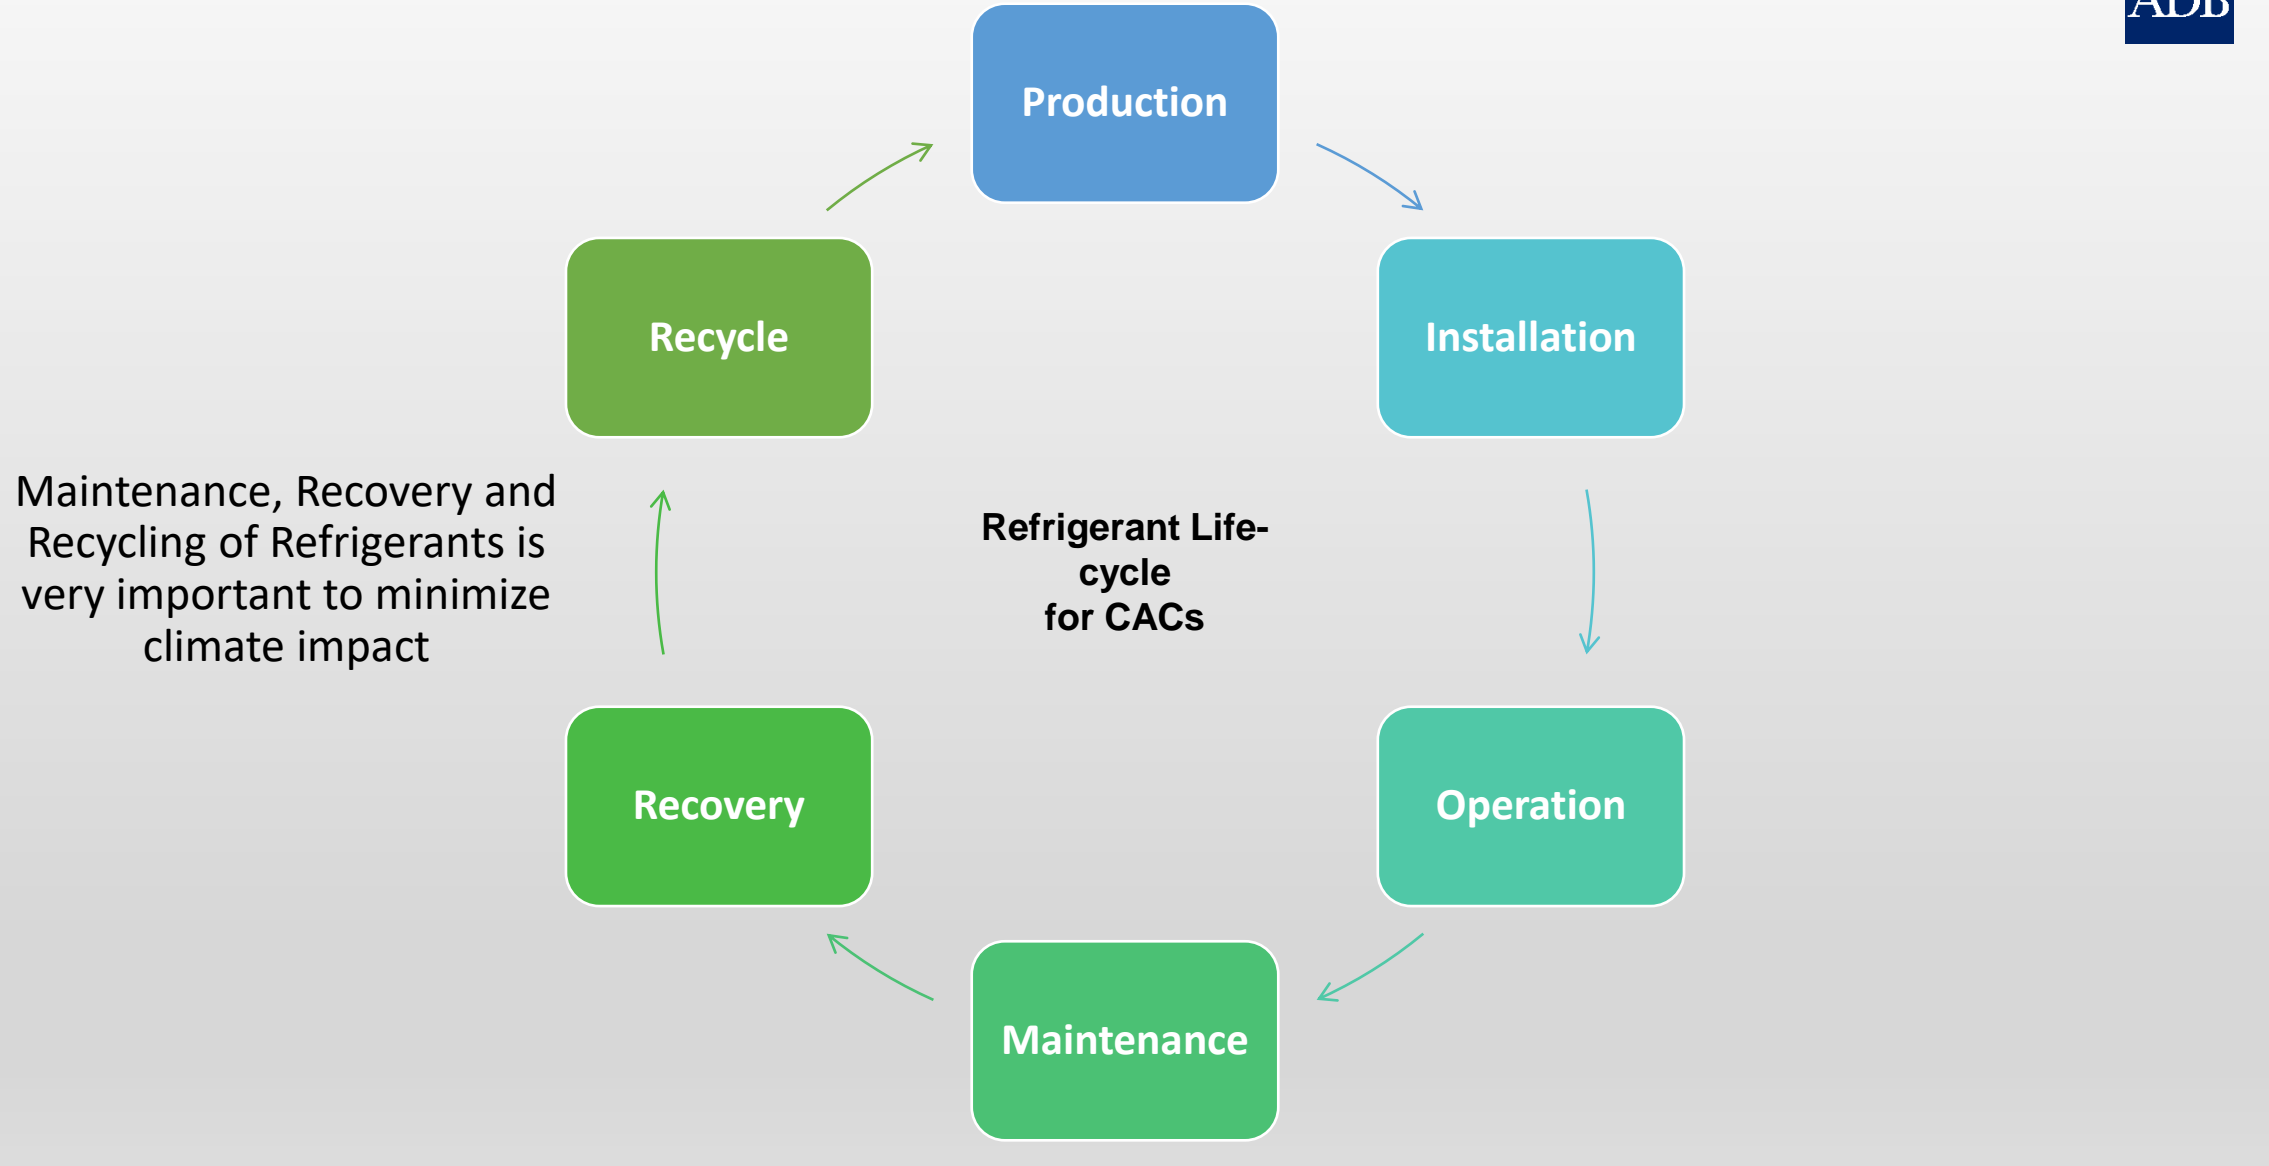 ADB
Production
Recycle
Installation
Maintenance, Recovery and
Recycling of Refrigerants is
very important to minimize
climate impact
Refrigerant Life-
cycle
for CACs
Recovery
Operation
Maintenance